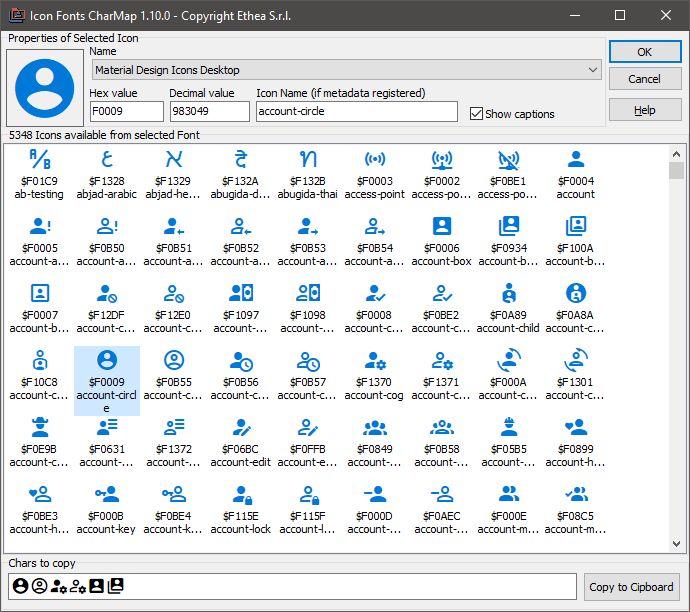 Icon Fonts CharMap 1.10.0 - Copyright Ethea S.r.l.
Properties of Selected Icon
Name
Material Design Icons Desktop
Hex value Decimal value Icon Name (if metadata registered)
F0009 983049 account-circle
Show captions
OK
Cancel
Help
5348 Icons available from selected Font
$F01C9 $F1328 $F1329 $F132A $F132B $F0003 $F0002 $F0BE1 $F0004
ab-testing abjad-arabic abjad-he... abugida-d... abugida-thai access-point access-po... access-po... account
$F0005 $F0B50 $F0B51 $F0B52 $F0B53 $F0B54 $F0006 $F0934 $F100A
account-a... account-a... account-a... account-a... account-a... account-a... account-box account-b... account-b...
$F0007 $F12DF $F12E0 $F1097 $F1098 $F0008 $F0BE2 $F0A89 $F0A8A
account-b... account-c... account-c... account-... account-... account-c... account-c... account-child account-c...
$F10C8 $F0009 $F0B55 $F0B56 $F0B57 $F1370 $F1371 $F000A $F1301
account-c... account-circl account-c... account-c... account-c... account-cog account-c... account-c... account-c...
e
$F0E9B $F0631 $F1372 $F06BC $F0FFB $F0849 $F0B58 $F05B5 $F0899
account-c... account-... account-... account-edit account-e... account-... account-... account-... account-h...
$F0BE3 $F000B $F0BE4 $F115E $F115F $F000D $F0AEC $F000E $F08C5
account-h... account-key account-k... account-lock account-l... account-... account-... account-m... account-m...
Chars to copy
Copy to Cipboard